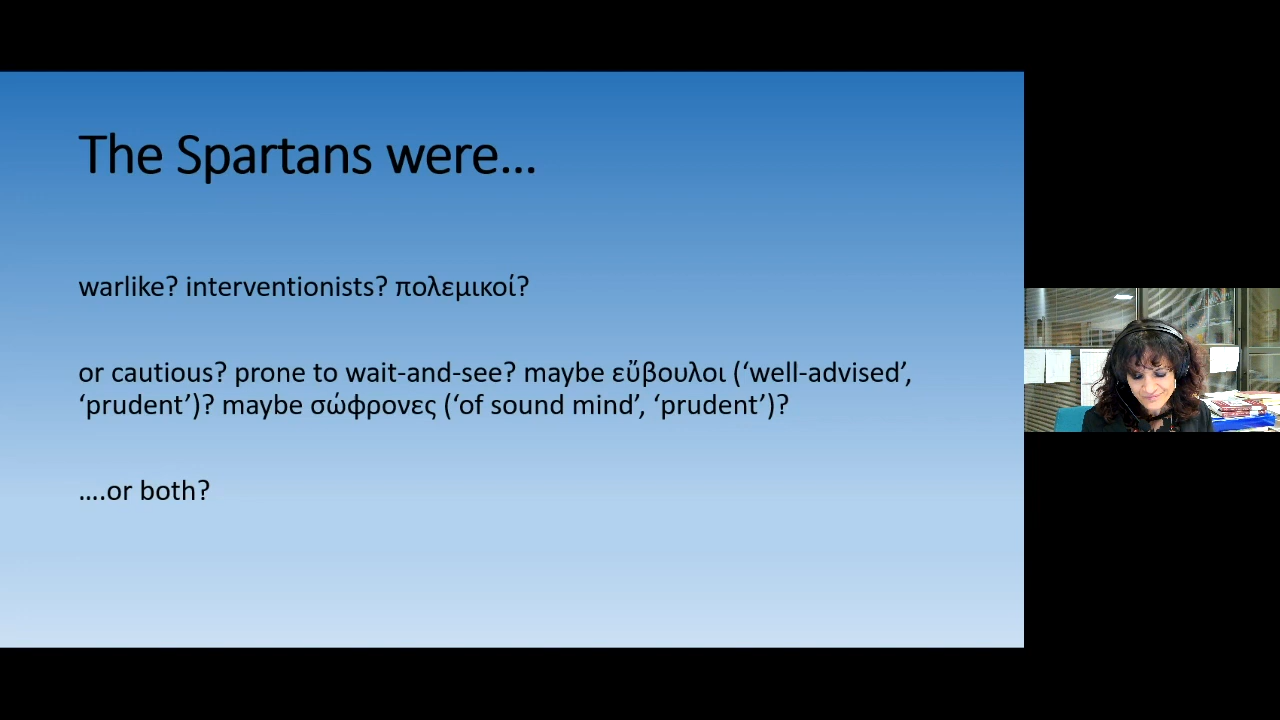 The Spartans were…
warlike? interventionists? πολεμικοί?
or cautious? prone to wait-and-see? maybe εὔβουλοι (‘well-advised’,
‘prudent’)? maybe σώφρονες (‘of sound mind’, ‘prudent’)?
….or both?